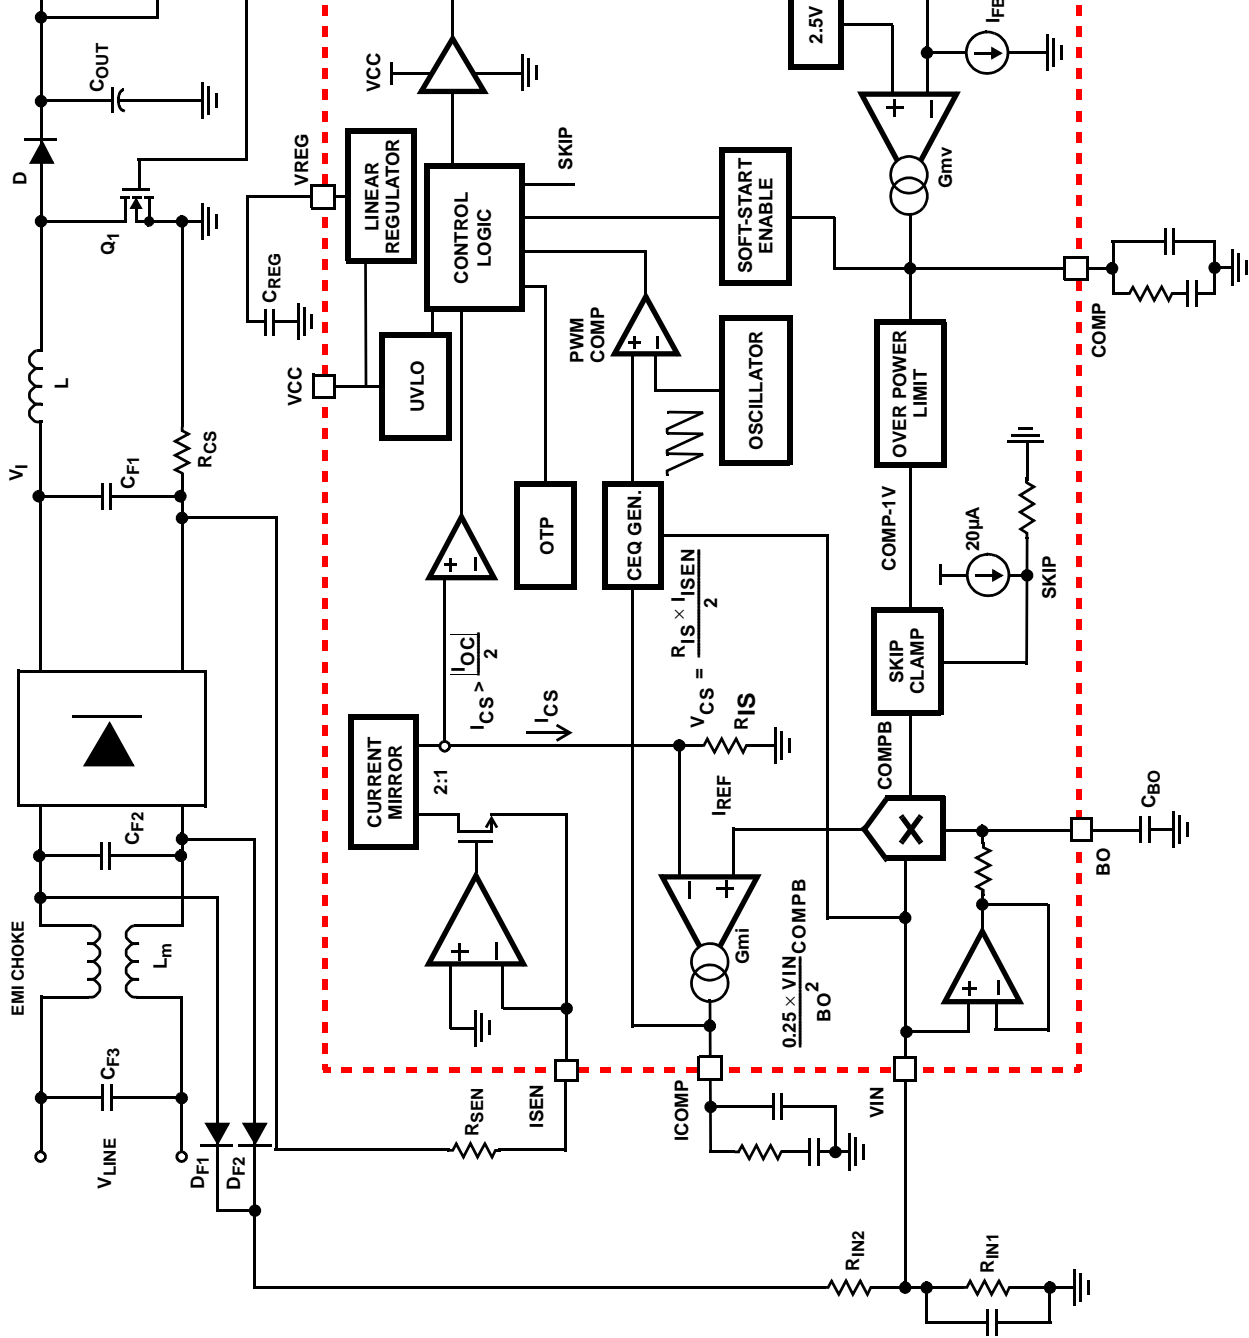 EMI CHOKE
VLINE
CF3
Lm
CF2
VI
CF1
RCS
L
D
Q1
COUT
DF1
DF2
RSEN
ISEN
CURRENT
MIRROR
2:1
ICS > |IOC| / 2
ICS
VCC
UVLO
OTP
CREG
VREG
LINEAR
REGULATOR
CONTROL
LOGIC
VCC
SKIP
PWM
COMP
CEQ GEN.
OSCILLATOR
SOFT-START
ENABLE
VCS = RIS × IISEN / 2
RIS
IREF
Gmi
0.25 × VIN COMPB / BO2
ICOMP
COMPB
SKIP
CLAMP
COMP-1V
OVER POWER
LIMIT
20µA
SKIP
2.5V
IFB
Gmv
COMP
X
BO
CBO
VIN
RIN2
RIN1
+
−
+
−
+
−
+
−
+
−
+
−